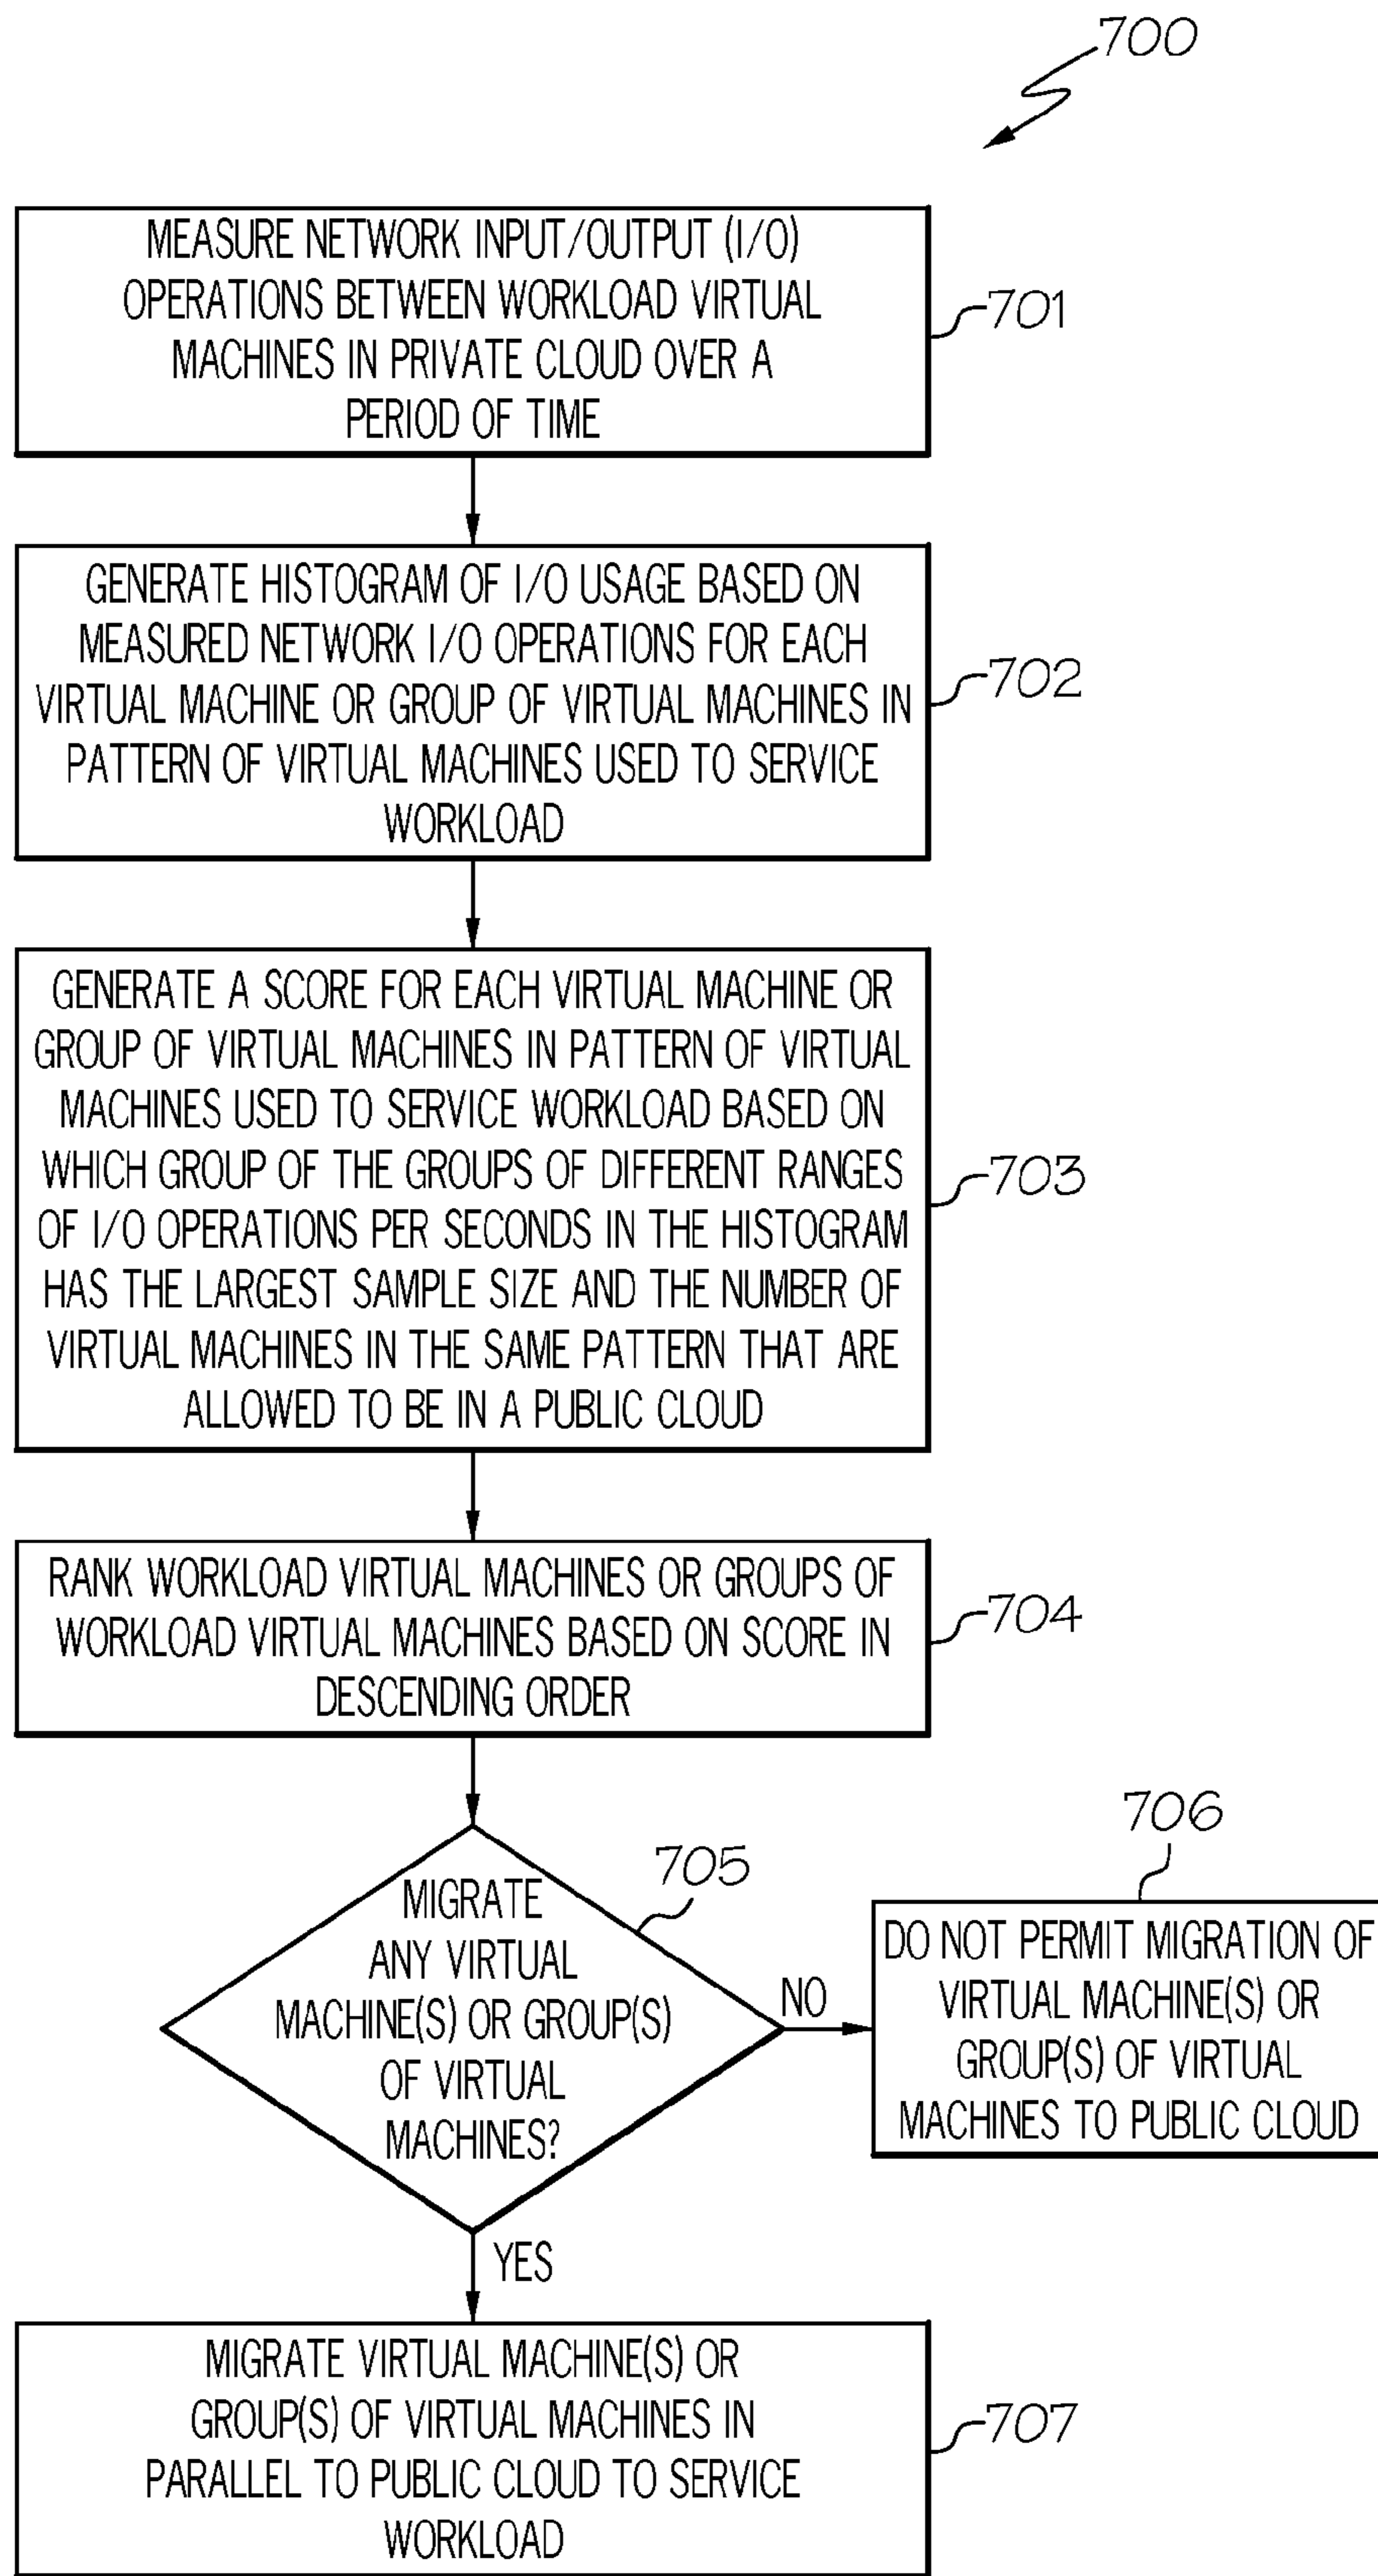 700
MEASURE NETWORK INPUT/OUTPUT (I/O)
OPERATIONS BETWEEN WORKLOAD VIRTUAL
MACHINES IN PRIVATE CLOUD OVER A
PERIOD OF TIME
701
GENERATE HISTOGRAM OF I/O USAGE BASED ON
MEASURED NETWORK I/O OPERATIONS FOR EACH
VIRTUAL MACHINE OR GROUP OF VIRTUAL MACHINES IN
PATTERN OF VIRTUAL MACHINES USED TO SERVICE
WORKLOAD
702
GENERATE A SCORE FOR EACH VIRTUAL MACHINE OR
GROUP OF VIRTUAL MACHINES IN PATTERN OF VIRTUAL
MACHINES USED TO SERVICE WORKLOAD BASED ON
WHICH GROUP OF THE GROUPS OF DIFFERENT RANGES
OF I/O OPERATIONS PER SECONDS IN THE HISTOGRAM
HAS THE LARGEST SAMPLE SIZE AND THE NUMBER OF
VIRTUAL MACHINES IN THE SAME PATTERN THAT ARE
ALLOWED TO BE IN A PUBLIC CLOUD
703
RANK WORKLOAD VIRTUAL MACHINES OR GROUPS OF
WORKLOAD VIRTUAL MACHINES BASED ON SCORE IN
DESCENDING ORDER
704
MIGRATE
ANY VIRTUAL
MACHINE(S) OR GROUP(S)
OF VIRTUAL
MACHINES?
705
NO
706
DO NOT PERMIT MIGRATION OF
VIRTUAL MACHINE(S) OR
GROUP(S) OF VIRTUAL
MACHINES TO PUBLIC CLOUD
YES
MIGRATE VIRTUAL MACHINE(S) OR
GROUP(S) OF VIRTUAL MACHINES IN
PARALLEL TO PUBLIC CLOUD TO SERVICE
WORKLOAD
707